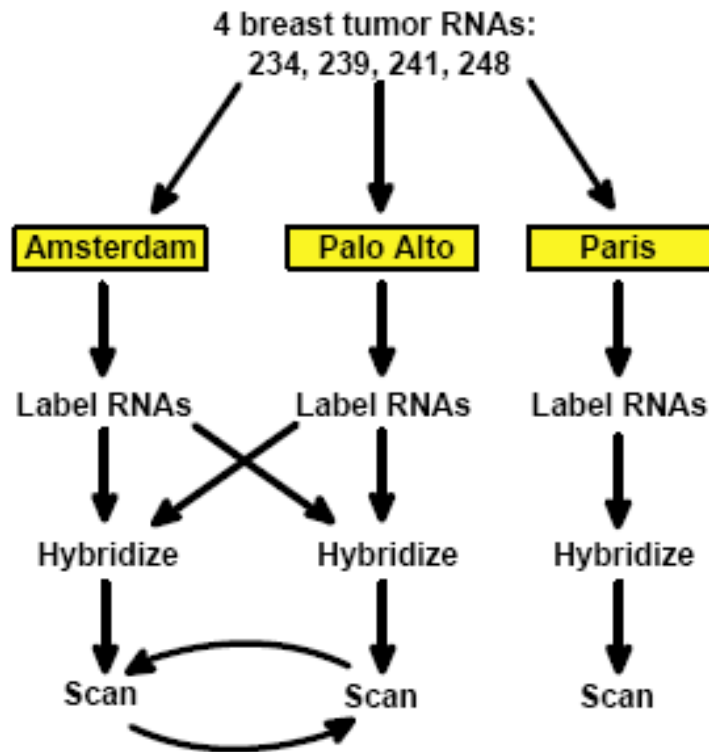 4 breast tumor RNAs:
234, 239, 241, 248
Amsterdam
Palo Alto
Paris
Label RNAs
Label RNAs
Label RNAs
Hybridize
Hybridize
Hybridize
Scan
Scan
Scan